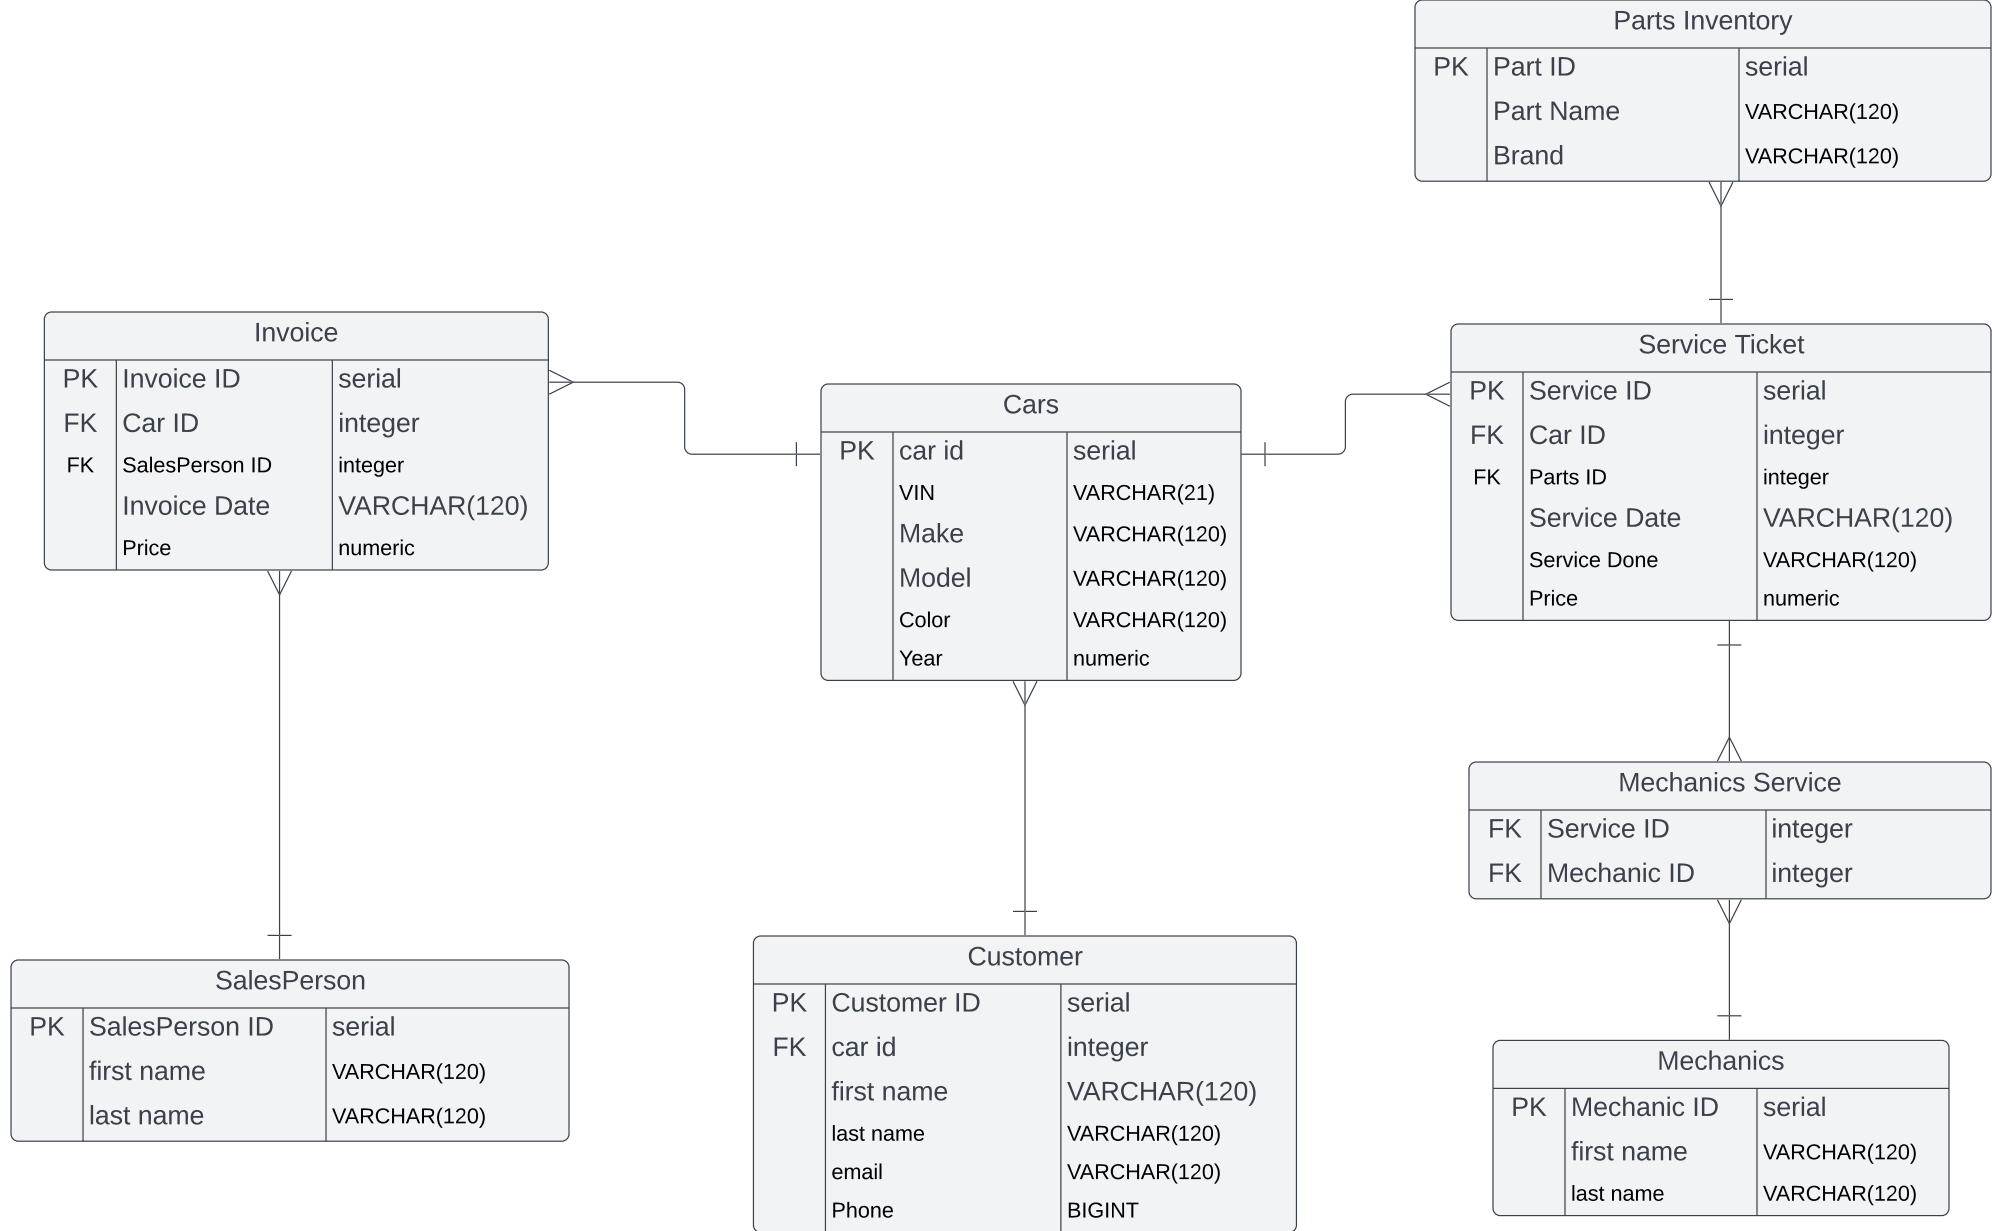 Parts Inventory
PK Part ID serial
Part Name VARCHAR(120)
Brand VARCHAR(120)
Invoice
PK Invoice ID serial
FK Car ID integer
FK SalesPerson ID integer
Invoice Date VARCHAR(120)
Price numeric
Cars
PK car id serial
VIN VARCHAR(21)
Make VARCHAR(120)
Model VARCHAR(120)
Color VARCHAR(120)
Year numeric
Service Ticket
PK Service ID serial
FK Car ID integer
FK Parts ID integer
Service Date VARCHAR(120)
Service Done VARCHAR(120)
Price numeric
Mechanics Service
FK Service ID integer
FK Mechanic ID integer
SalesPerson
PK SalesPerson ID serial
first name VARCHAR(120)
last name VARCHAR(120)
Customer
PK Customer ID serial
FK car id integer
first name VARCHAR(120)
last name VARCHAR(120)
email VARCHAR(120)
Phone BIGINT
Mechanics
PK Mechanic ID serial
first name VARCHAR(120)
last name VARCHAR(120)